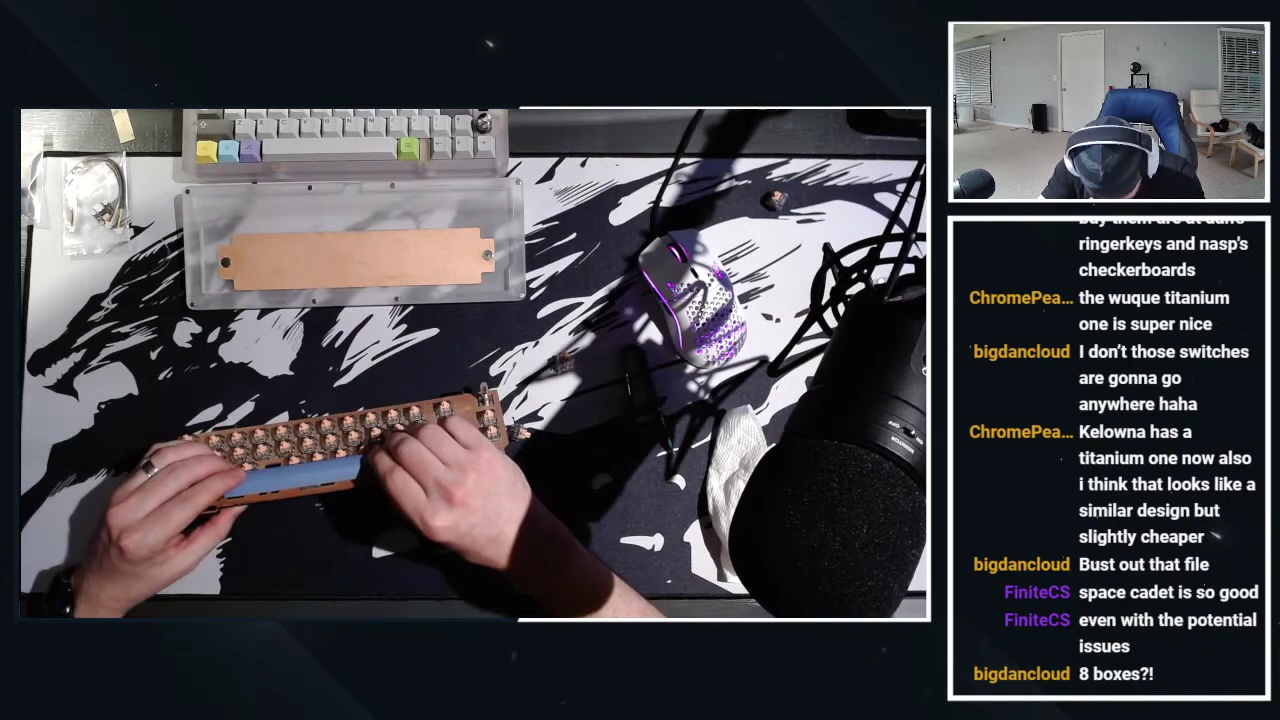 ringerkeys and nasp's
checkerboards
ChromePea... the wuque titanium
one is super nice
bigdancloud I don't those switches
are gonna go
anywhere haha
ChromePea... Kelowna has a
titanium one now also
i think that looks like a
similar design but
slightly cheaper
bigdancloud Bust out that file
FiniteCS space cadet is so good
FiniteCS even with the potential
issues
bigdancloud 8 boxes?!